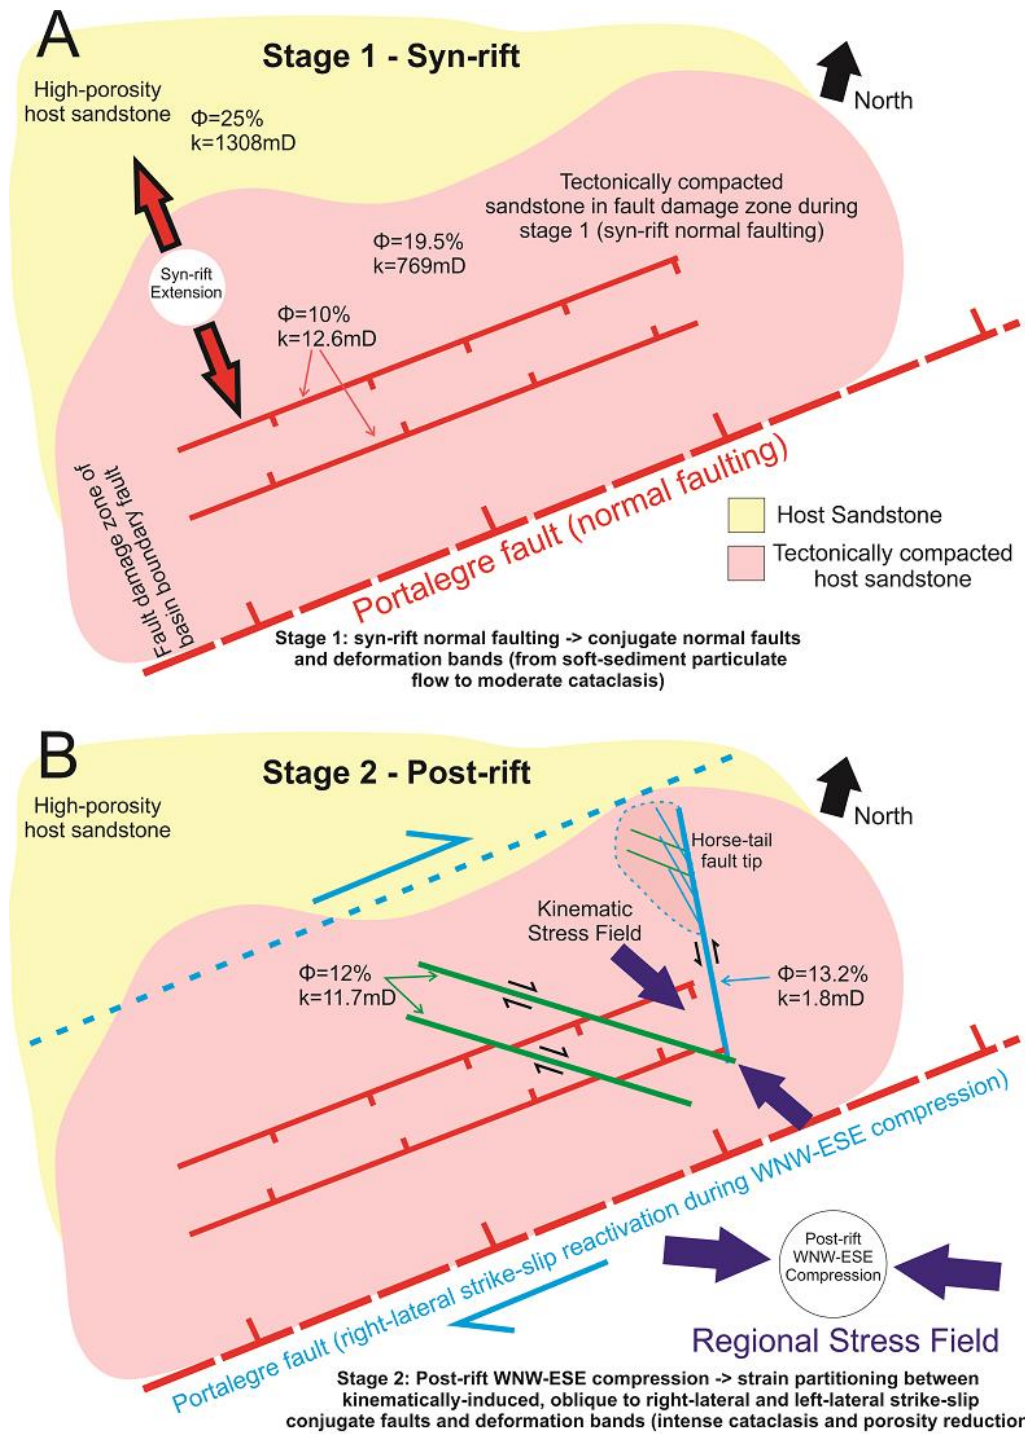 A
Stage 1 - Syn-rift
High-porosity
host sandstone
Φ=25%
k=1308mD
North
Tectonically compacted
sandstone in fault damage zone during
stage 1 (syn-rift normal faulting)
Φ=19.5%
k=769mD
Syn-rift
Extension
Φ=10%
k=12.6mD
Fault damage zone of
basin boundary fault
Portalegre fault (normal faulting)
Host Sandstone
Tectonically compacted
host sandstone
Stage 1: syn-rift normal faulting -> conjugate normal faults
and deformation bands (from soft-sediment particulate
flow to moderate cataclasis)
B
Stage 2 - Post-rift
High-porosity
host sandstone
North
Horse-tail
fault tip
Kinematic
Stress Field
Φ=12%
k=11.7mD
Φ=13.2%
k=1.8mD
Portalegre fault (right-lateral strike-slip reactivation during WNW-ESE compression)
Post-rift
WNW-ESE
Compression
Regional Stress Field
Stage 2: Post-rift WNW-ESE compression -> strain partitioning between
kinematically-induced, oblique to right-lateral and left-lateral strike-slip
conjugate faults and deformation bands (intense cataclasis and porosity reduction